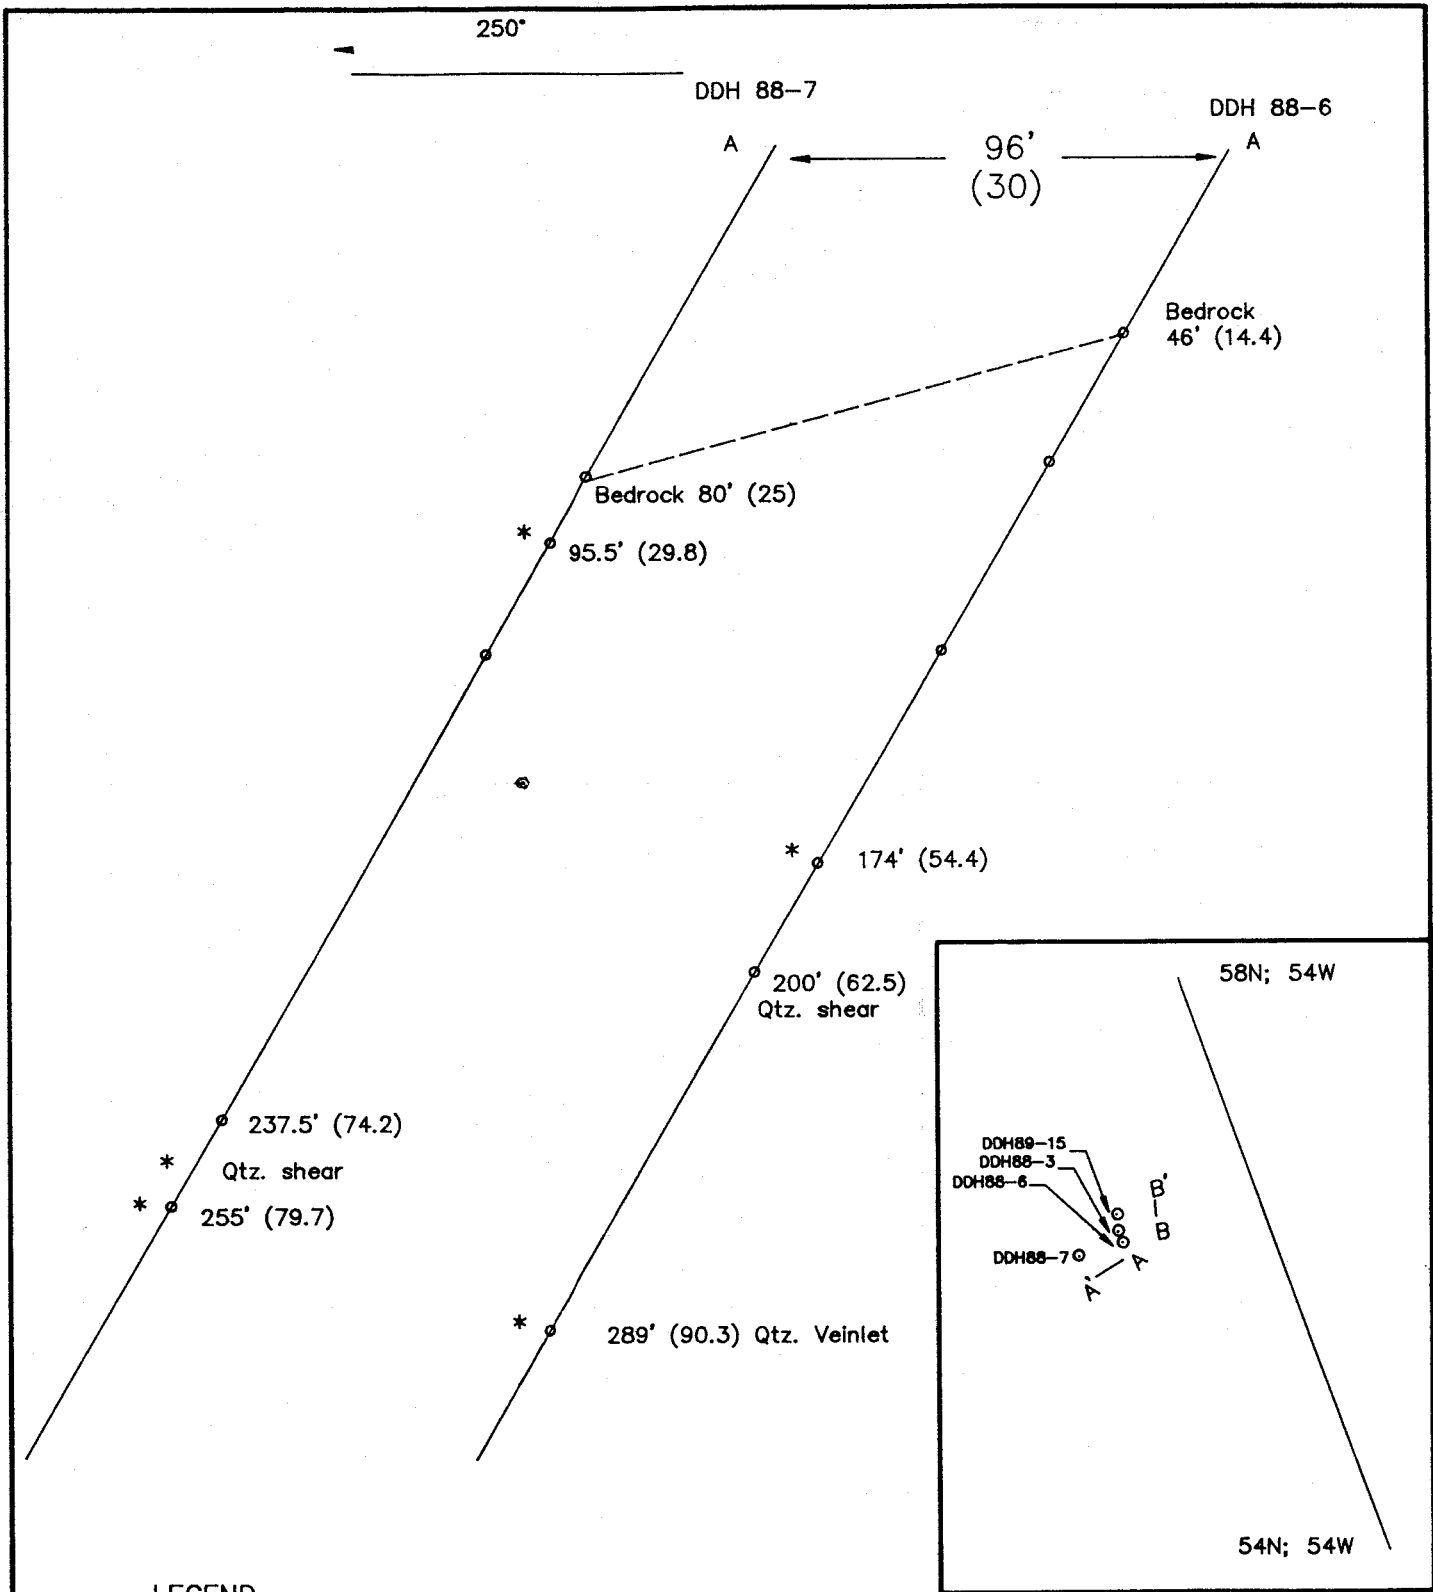 250°
DDH 88-7
DDH 88-6
A
A
96'
(30)
Bedrock
46' (14.4)
Bedrock 80' (25)
*
95.5' (29.8)
*
174' (54.4)
200' (62.5)
Qtz. shear
237.5' (74.2)
*
Qtz. shear
*
255' (79.7)
*
289' (90.3) Qtz. Veinlet
58N; 54W
DDH89-15
DDH88-3
DDH88-6
B'
B
DDH88-7
A
A'
54N; 54W
LEGEND